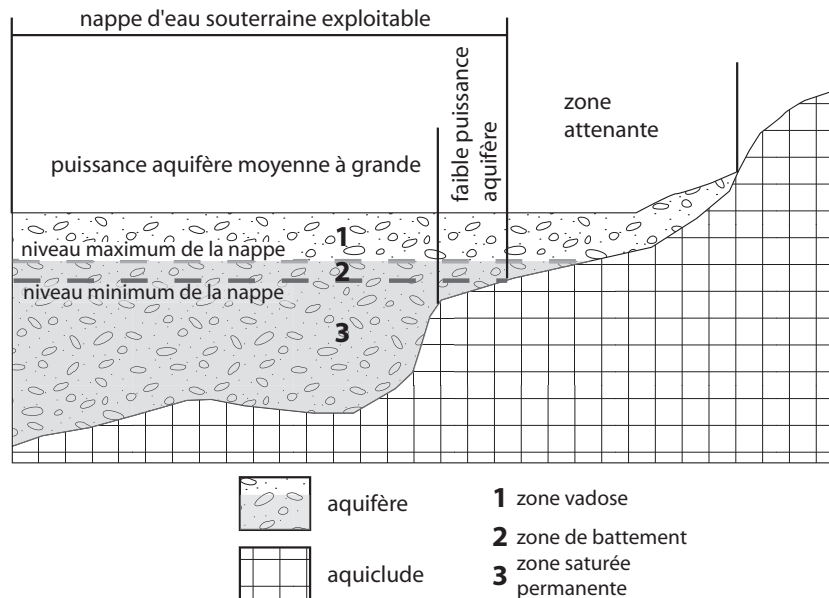 nappe d'eau souterraine exploitable
zone
attenante
faible puissance
aquifère
puissance aquifère moyenne à grande
1
niveau maximum de la nappe
2
niveau minimum de la nappe
3
aquifère
aquiclude
1 zone vadose
2 zone de battement
3 zone saturée
permanente